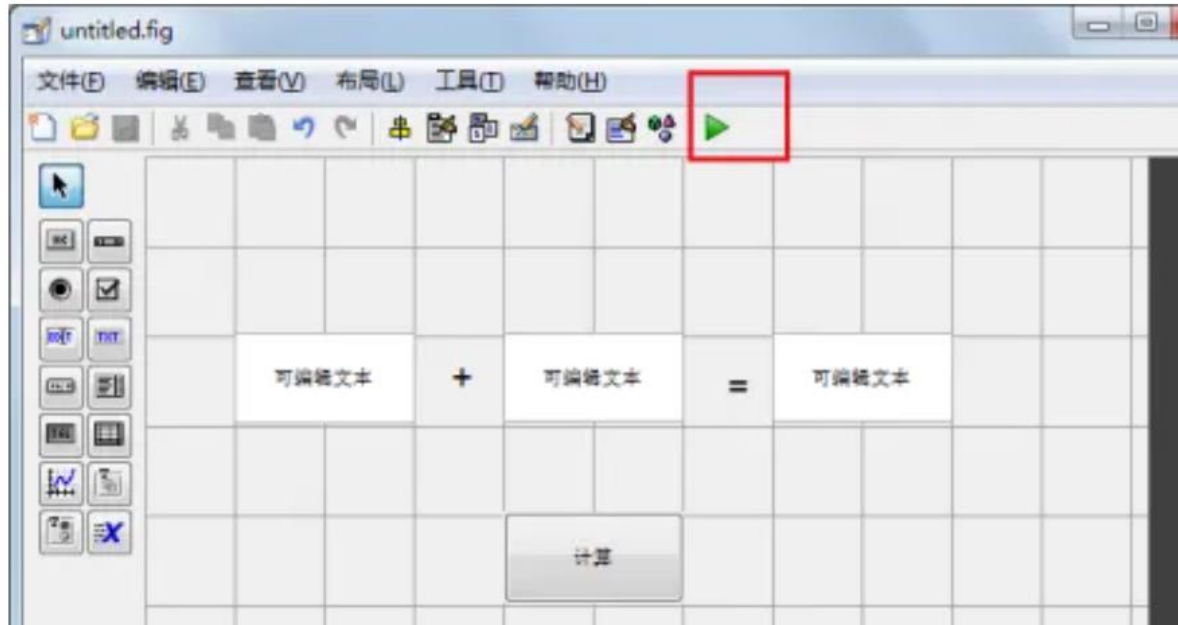 untitled.fig
文件(F) 编辑(E) 查看(V) 布局(L) 工具(T) 帮助(H)
可编辑文本 + 可编辑文本 = 可编辑文本
计算